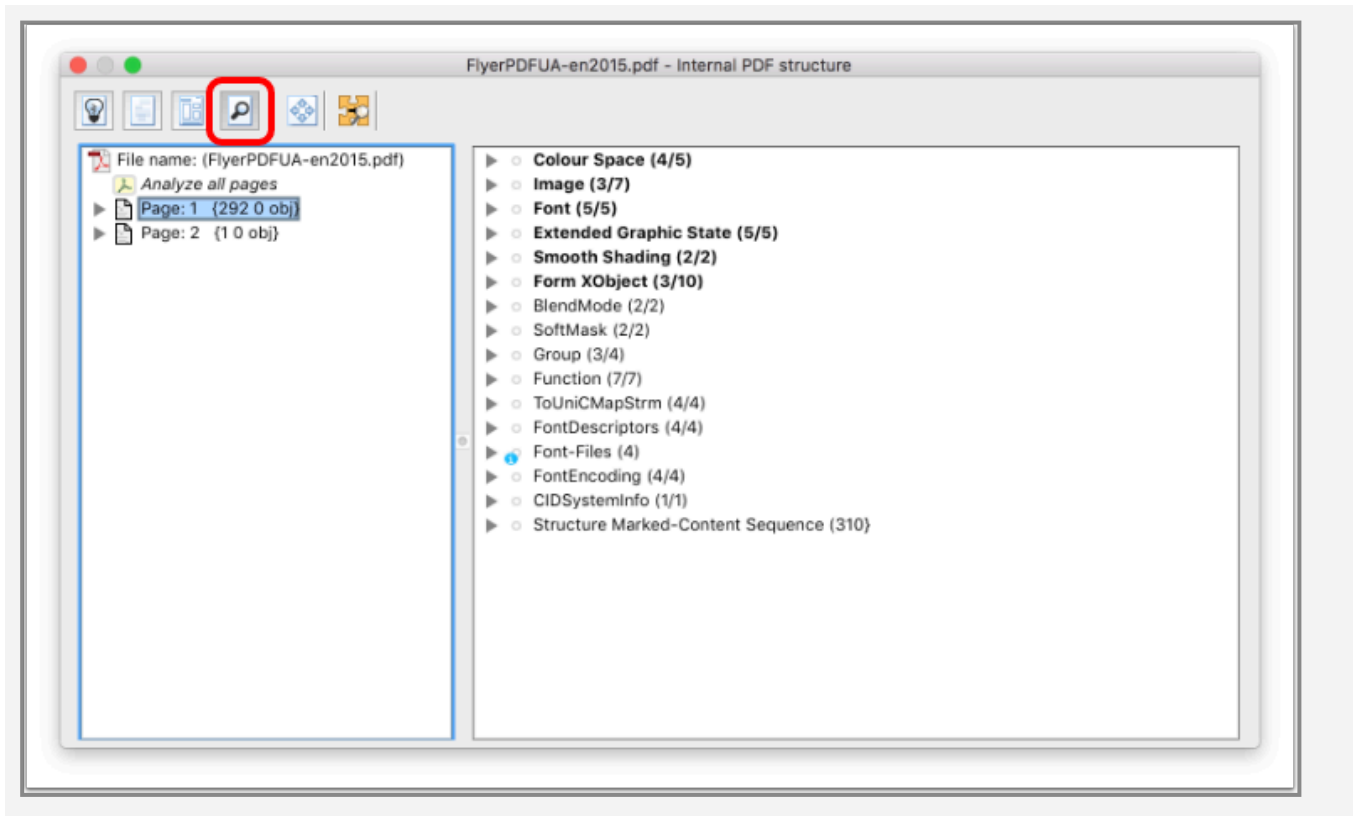 FlyerPDFUA-en2015.pdf - Internal PDF structure
File name: (FlyerPDFUA-en2015.pdf)
Analyze all pages
Page: 1 {292 0 obj}
Page: 2 {1 0 obj}
Colour Space (4/5)
Image (3/7)
Font (5/5)
Extended Graphic State (5/5)
Smooth Shading (2/2)
Form XObject (3/10)
BlendMode (2/2)
SoftMask (2/2)
Group (3/4)
Function (7/7)
ToUniCMapStrm (4/4)
FontDescriptors (4/4)
Font-Files (4)
FontEncoding (4/4)
CIDSystemInfo (1/1)
Structure Marked-Content Sequence (310}